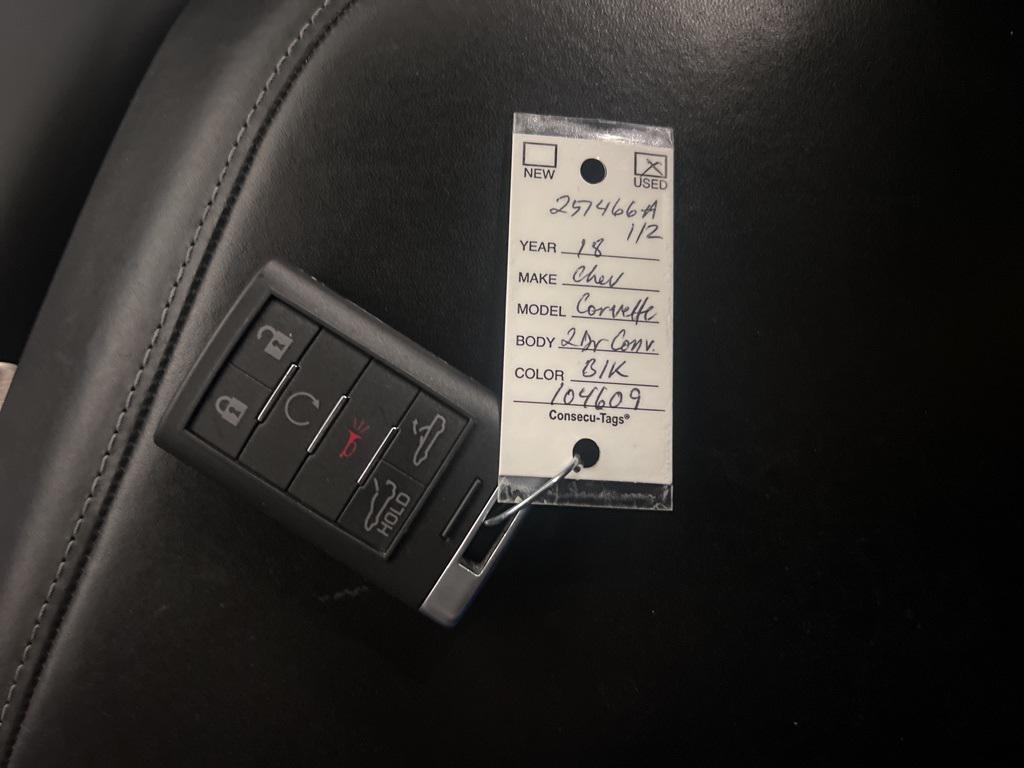 NEW
USED
257466A
1/2
YEAR 18
MAKE Chev
MODEL Corvette
BODY 2Dr Conv.
COLOR Blk
104609
Consecu-Tags®
HOLD